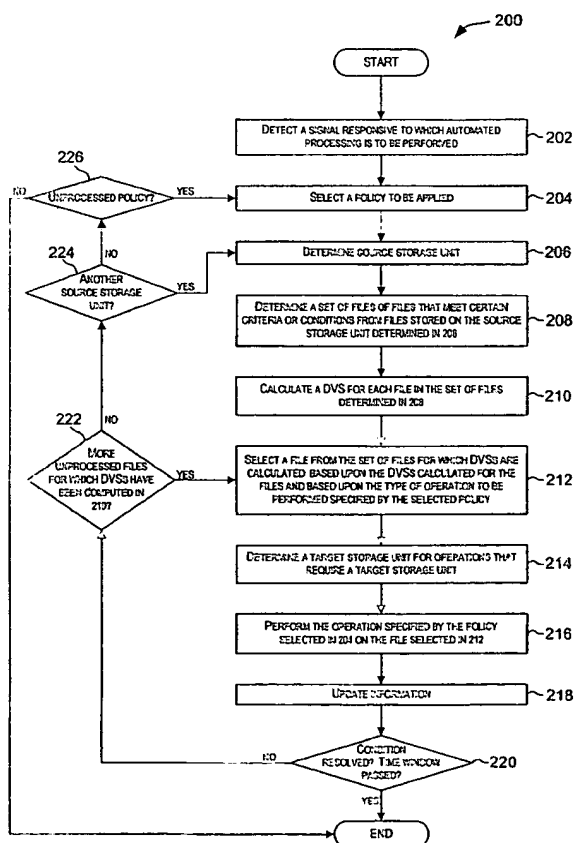 200
START
DETECT A SIGNAL RESPONSIVE TO WHICH AUTOMATED
PROCESSING IS TO BE PERFORMED
202
226
NO
UNPROCESSED POLICY?
YES
SELECT A POLICY TO BE APPLIED
204
NO
224
ANOTHER
SOURCE STORAGE
UNIT?
YES
DETERMINE SOURCE STORAGE UNIT
206
DETERMINE A SET OF FILES OF FILES THAT MEET CERTAIN
CRITERIA OR CONDITIONS FROM FILES STORED ON THE SOURCE
STORAGE UNIT DETERMINED IN 206
208
NO
CALCULATE A DVS FOR EACH FILE IN THE SET OF FILES
DETERMINED IN 208
210
222
MORE
UNPROCESSED FILES
FOR WHICH DVSS HAVE
BEEN COMPUTED IN
210?
YES
SELECT A FILE FROM THE SET OF FILES FOR WHICH DVSS ARE
CALCULATED BASED UPON THE DVSS CALCULATED FOR THE
FILES AND BASED UPON THE TYPE OF OPERATION TO BE
PERFORMED SPECIFIED BY THE SELECTED POLICY
212
DETERMINE A TARGET STORAGE UNIT FOR OPERATIONS THAT
REQUIRE A TARGET STORAGE UNIT
214
PERFORM THE OPERATION SPECIFIED BY THE POLICY
SELECTED IN 204 ON THE FILE SELECTED IN 212
216
UPDATE INFORMATION
218
NO
CONDITION
RESOLVED? TIME WINDOW
PASSED?
220
YES
END